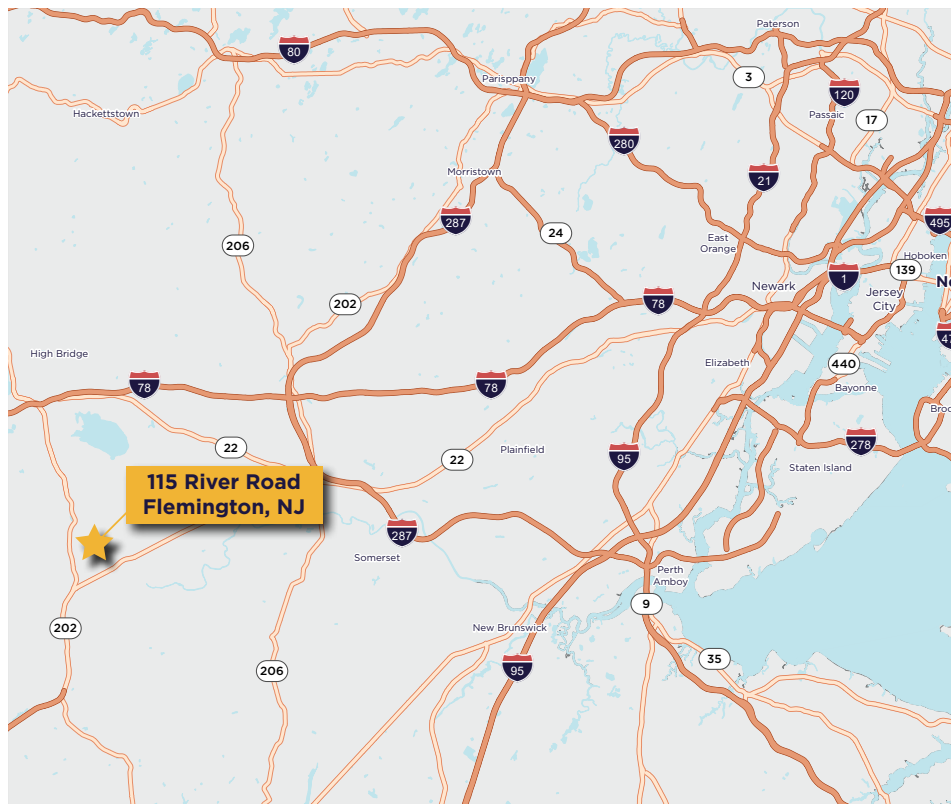 Paterson
80
3
Parisppany
120
Hackettstown
Passaic
17
280
Morristown
21
287
495
24
206
East
Orange
Hoboken
139
1
Newark
Jersey
City
202
78
High Bridge
Elizabeth
440
78
78
Bayonne
278
22
Plainfield
22
95
Staten Island
115 River Road
Flemington, NJ
287
Somerset
Perth
Amboy
9
202
New Brunswick
35
206
95